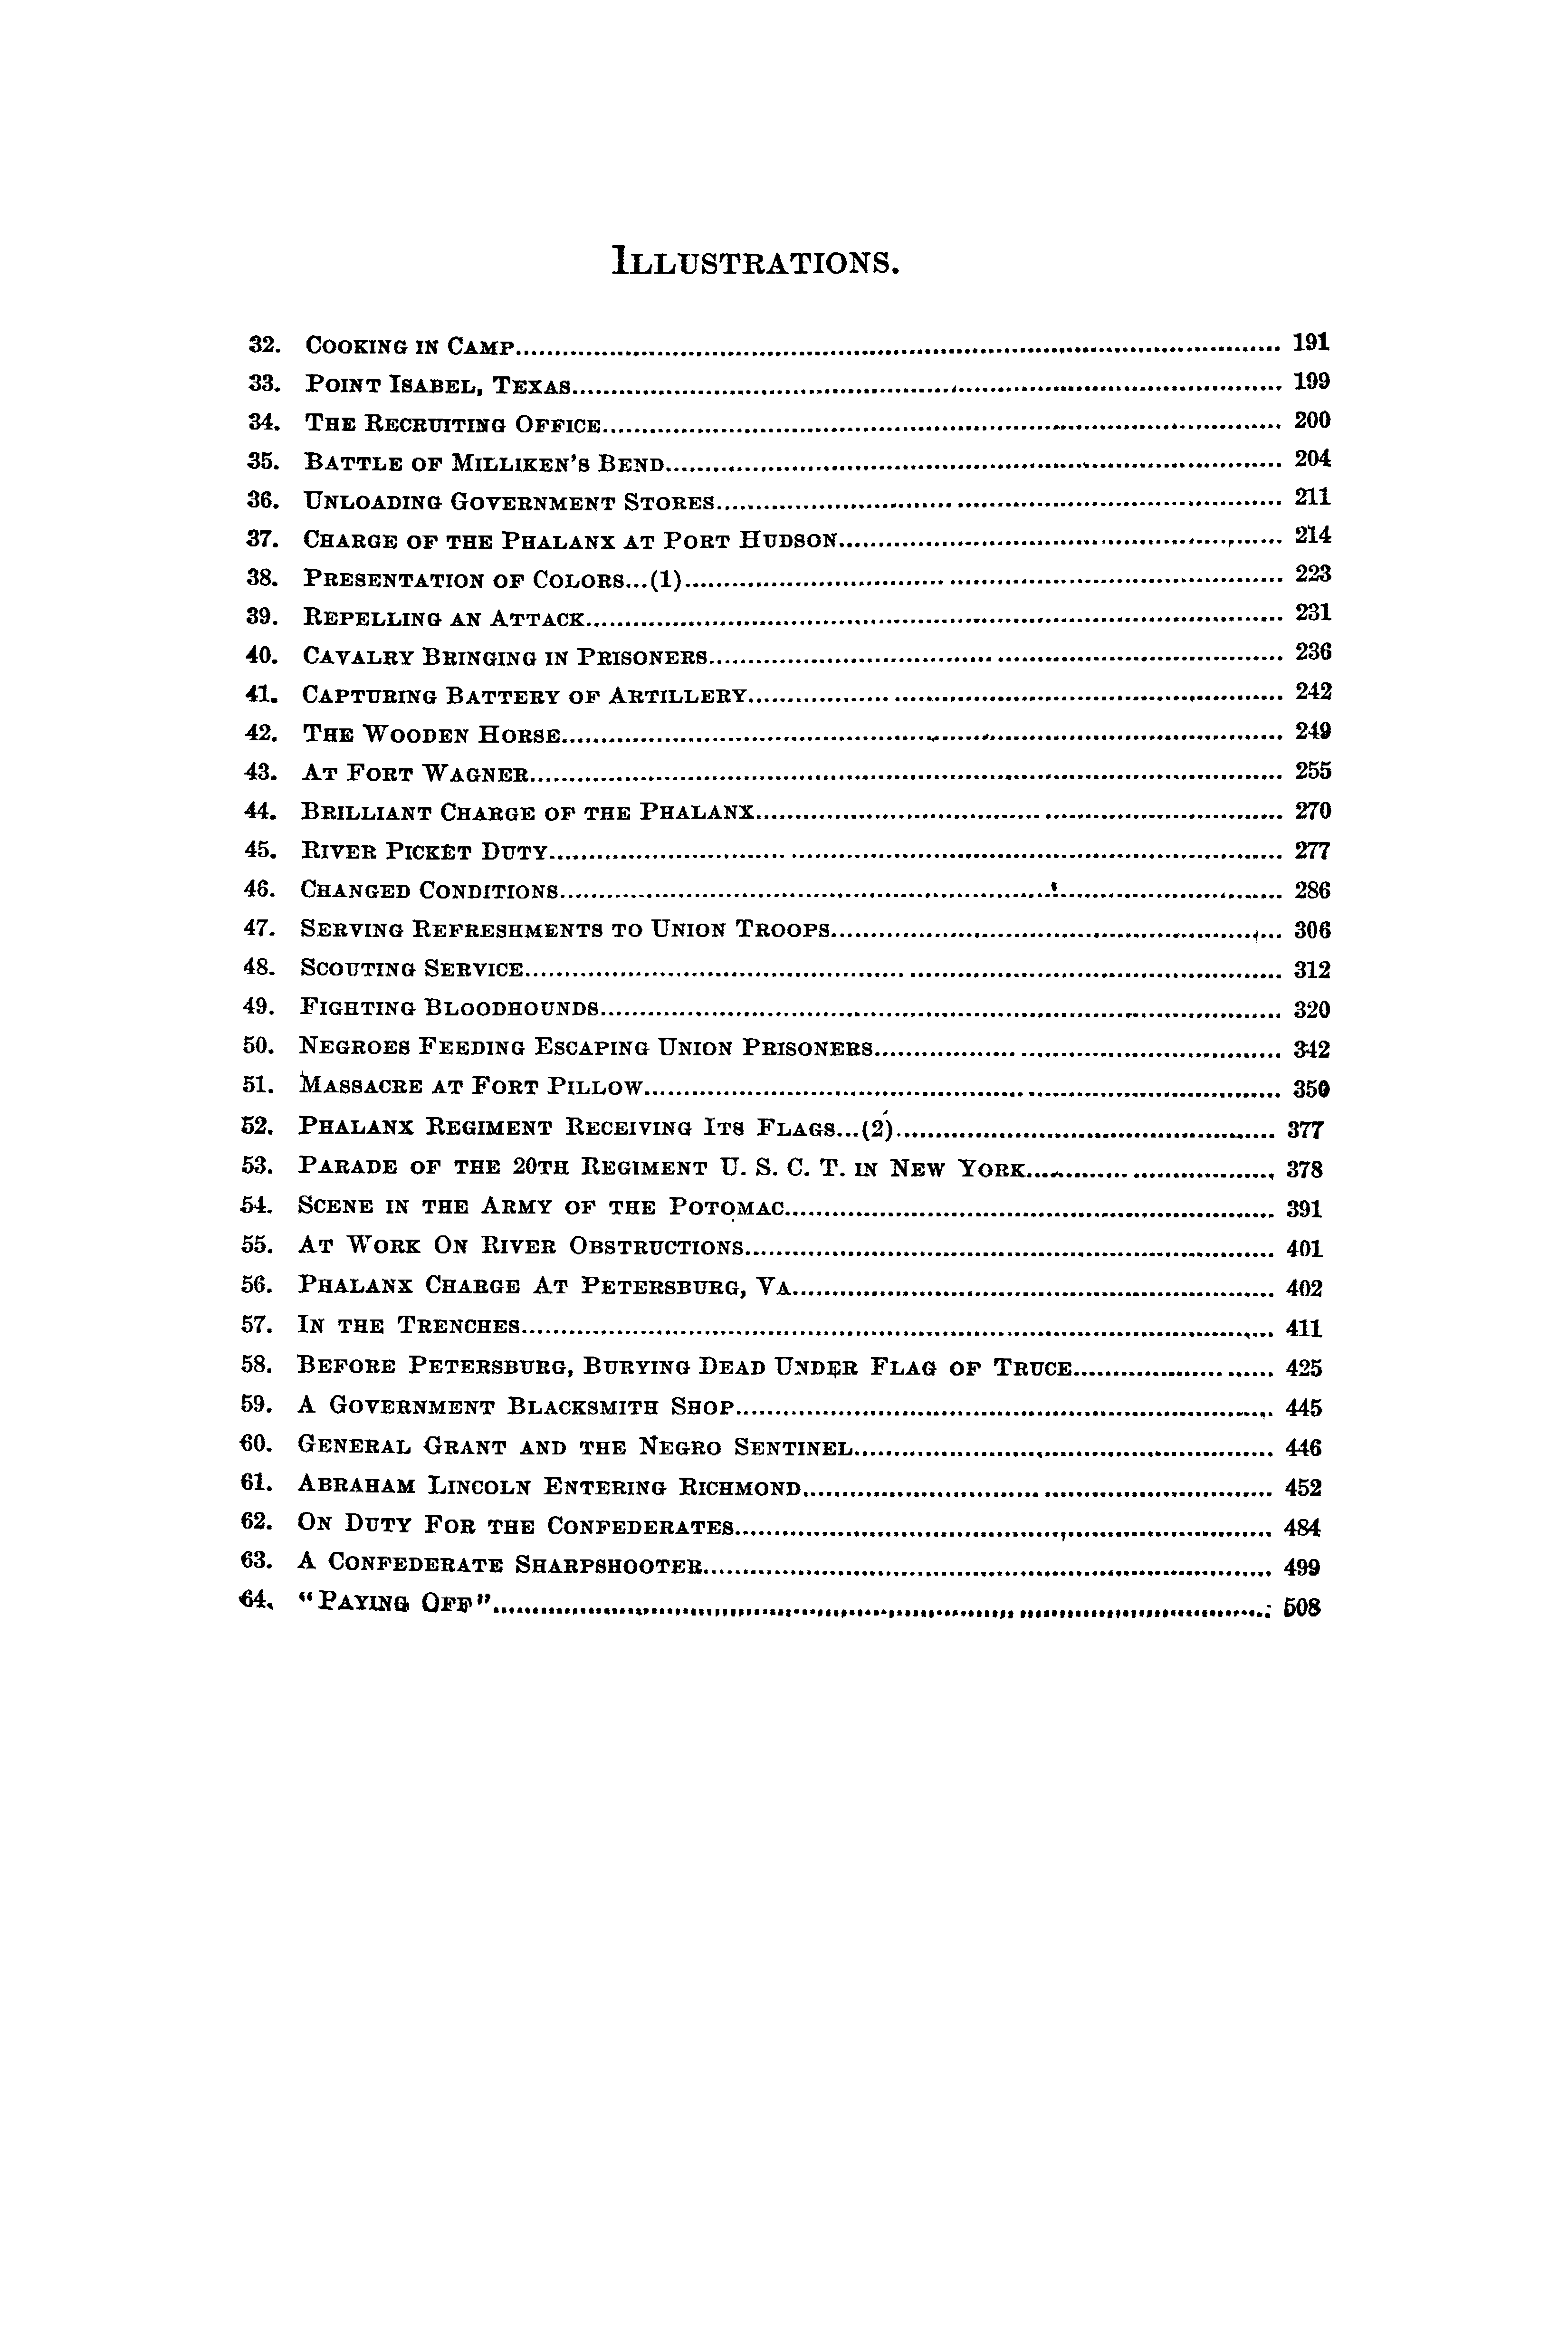 Illustrations.
32. Cooking in Camp........ 191
33. Point Isabel, Texas........ 199
34. The Recruiting Office........ 200
35. Battle of Milliken's Bend........ 204
36. Unloading Government Stores........ 211
37. Charge of the Phalanx at Port Hudson........ 214
38. Presentation of Colors...(1)........ 223
39. Repelling an Attack........ 231
40. Cavalry Bringing in Prisoners........ 236
41. Capturing Battery of Artillery........ 242
42. The Wooden Horse........ 249
43. At Fort Wagner........ 255
44. Brilliant Charge of the Phalanx........ 270
45. River Picket Duty........ 277
46. Changed Conditions........ 286
47. Serving Refreshments to Union Troops........ 306
48. Scouting Service........ 312
49. Fighting Bloodhounds........ 320
50. Negroes Feeding Escaping Union Prisoners........ 342
51. Massacre at Fort Pillow........ 350
52. Phalanx Regiment Receiving Its Flags...(2)........ 377
53. Parade of the 20th Regiment U. S. C. T. in New York........ 378
54. Scene in the Army of the Potomac........ 391
55. At Work On River Obstructions........ 401
56. Phalanx Charge At Petersburg, Va........ 402
57. In the Trenches........ 411
58. Before Petersburg, Burying Dead Under Flag of Truce........ 425
59. A Government Blacksmith Shop........ 445
60. General Grant and the Negro Sentinel........ 446
61. Abraham Lincoln Entering Richmond........ 452
62. On Duty For the Confederates........ 484
63. A Confederate Sharpshooter........ 499
64. "Paying Off"........ 508